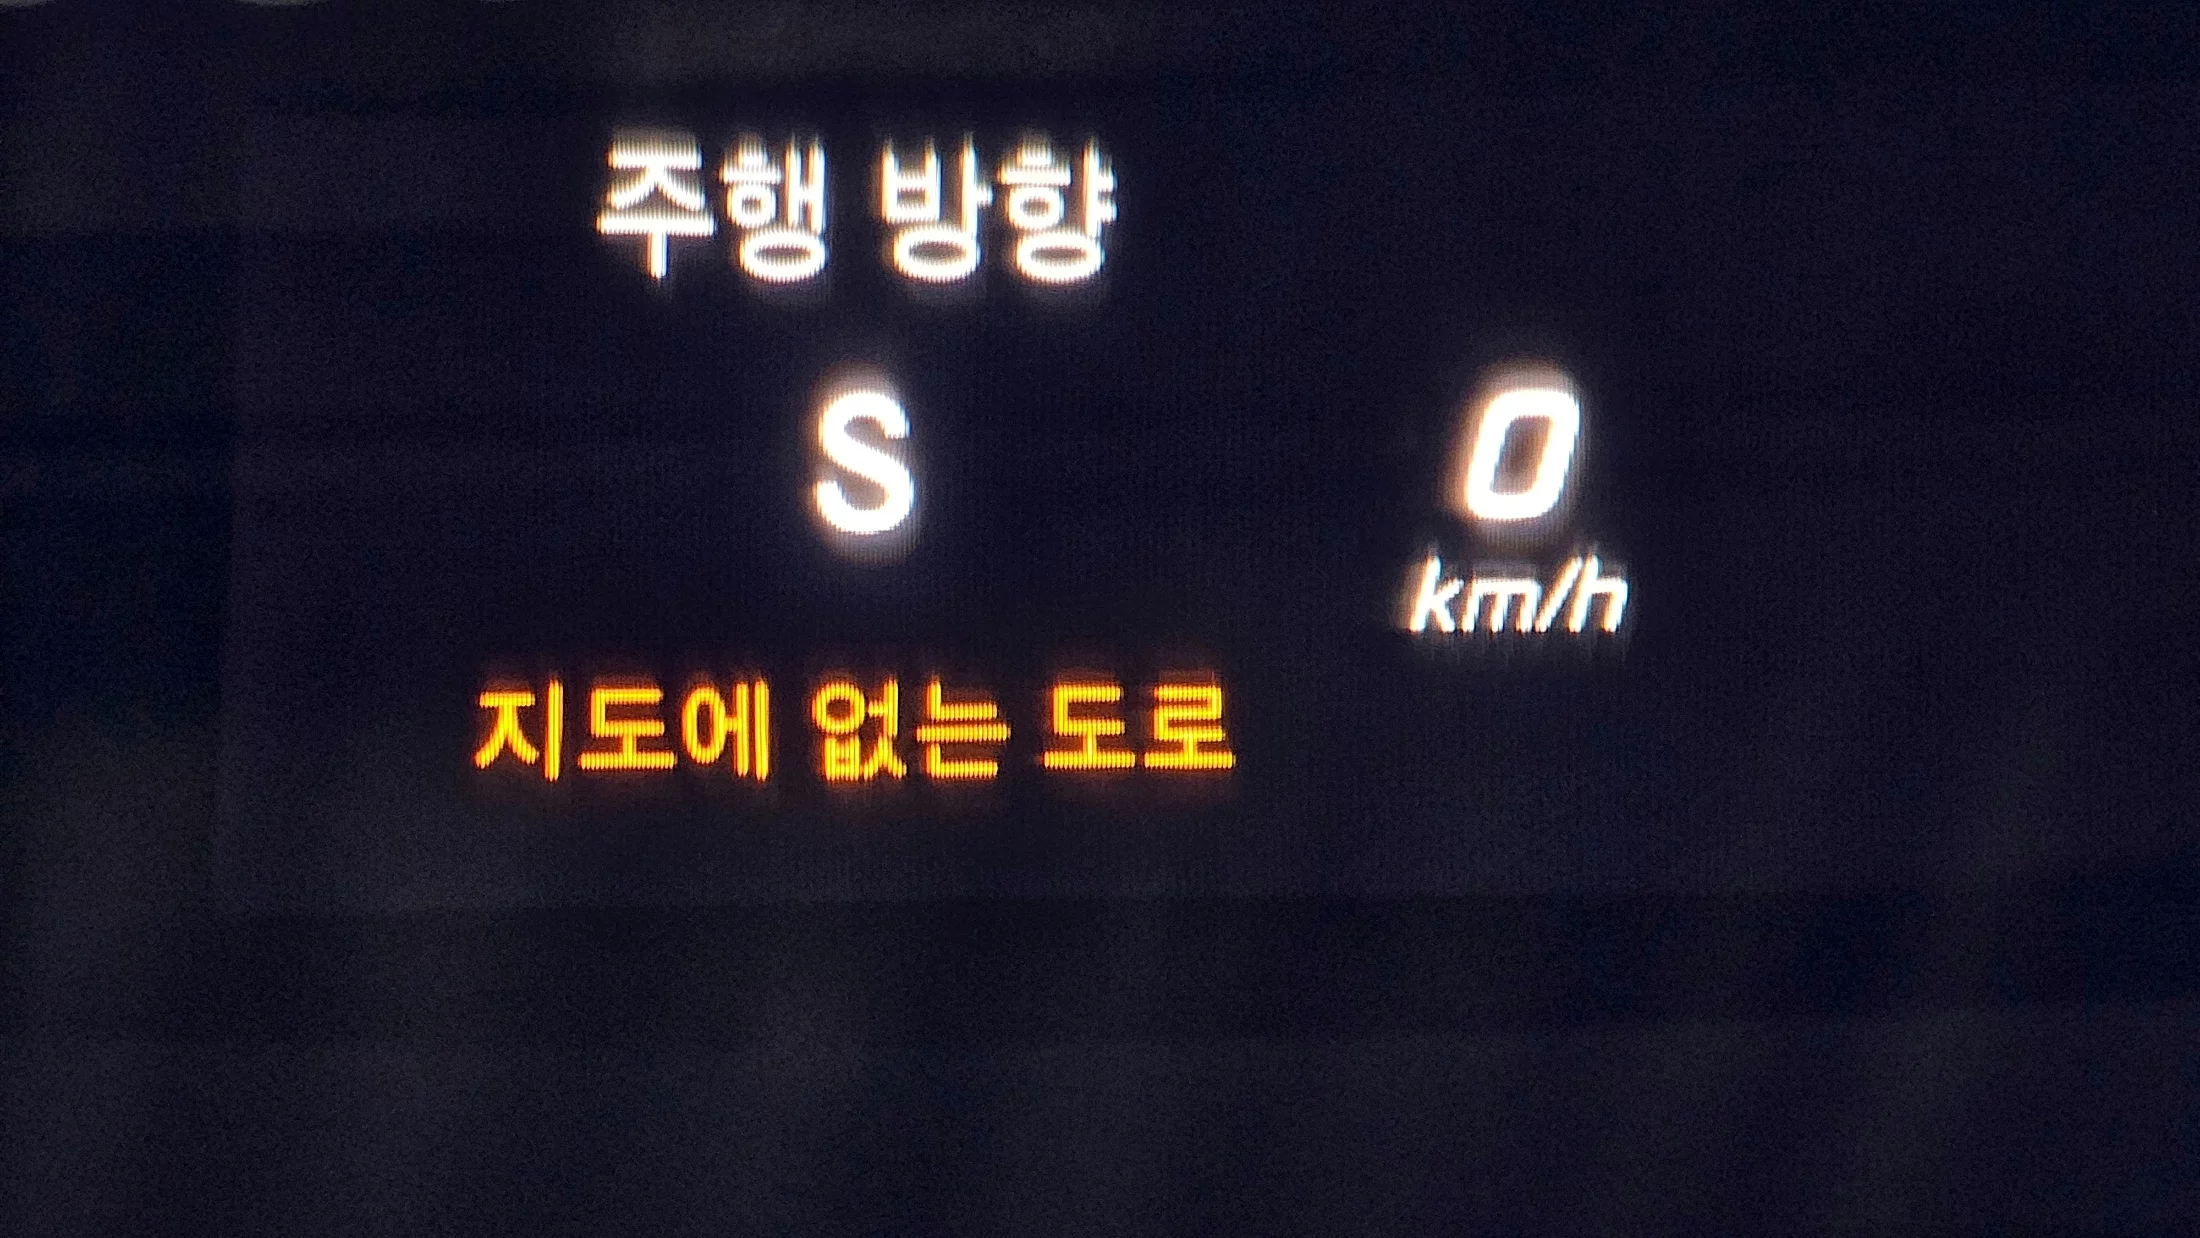 주행 방향
S
0
km/h
지도에 없는 도로